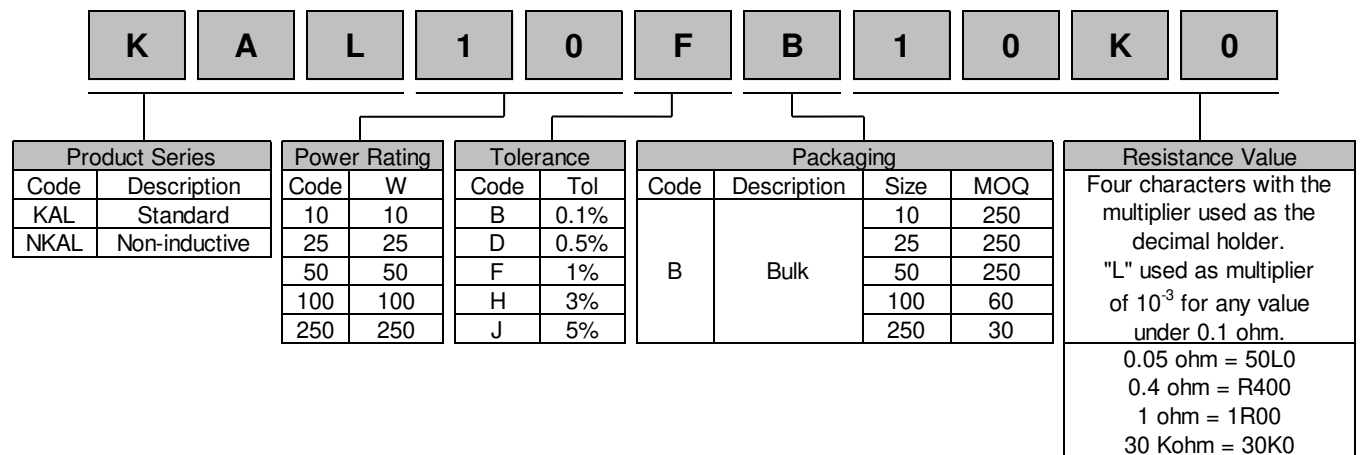 K A L 1 0 F B 1 0 K 0
Product Series
Code Description
KAL Standard
NKAL Non-inductive
Power Rating
Code W
10 10
25 25
50 50
100 100
250 250
Tolerance
Code Tol
B 0.1%
D 0.5%
F 1%
H 3%
J 5%
Packaging
Code Description Size MOQ
B Bulk
10 250
25 250
50 250
100 60
250 30
Resistance Value
Four characters with the
multiplier used as the
decimal holder.
"L" used as multiplier
of 10⁻³ for any value
under 0.1 ohm.
0.05 ohm = 50L0
0.4 ohm = R400
1 ohm = 1R00
30 Kohm = 30K0